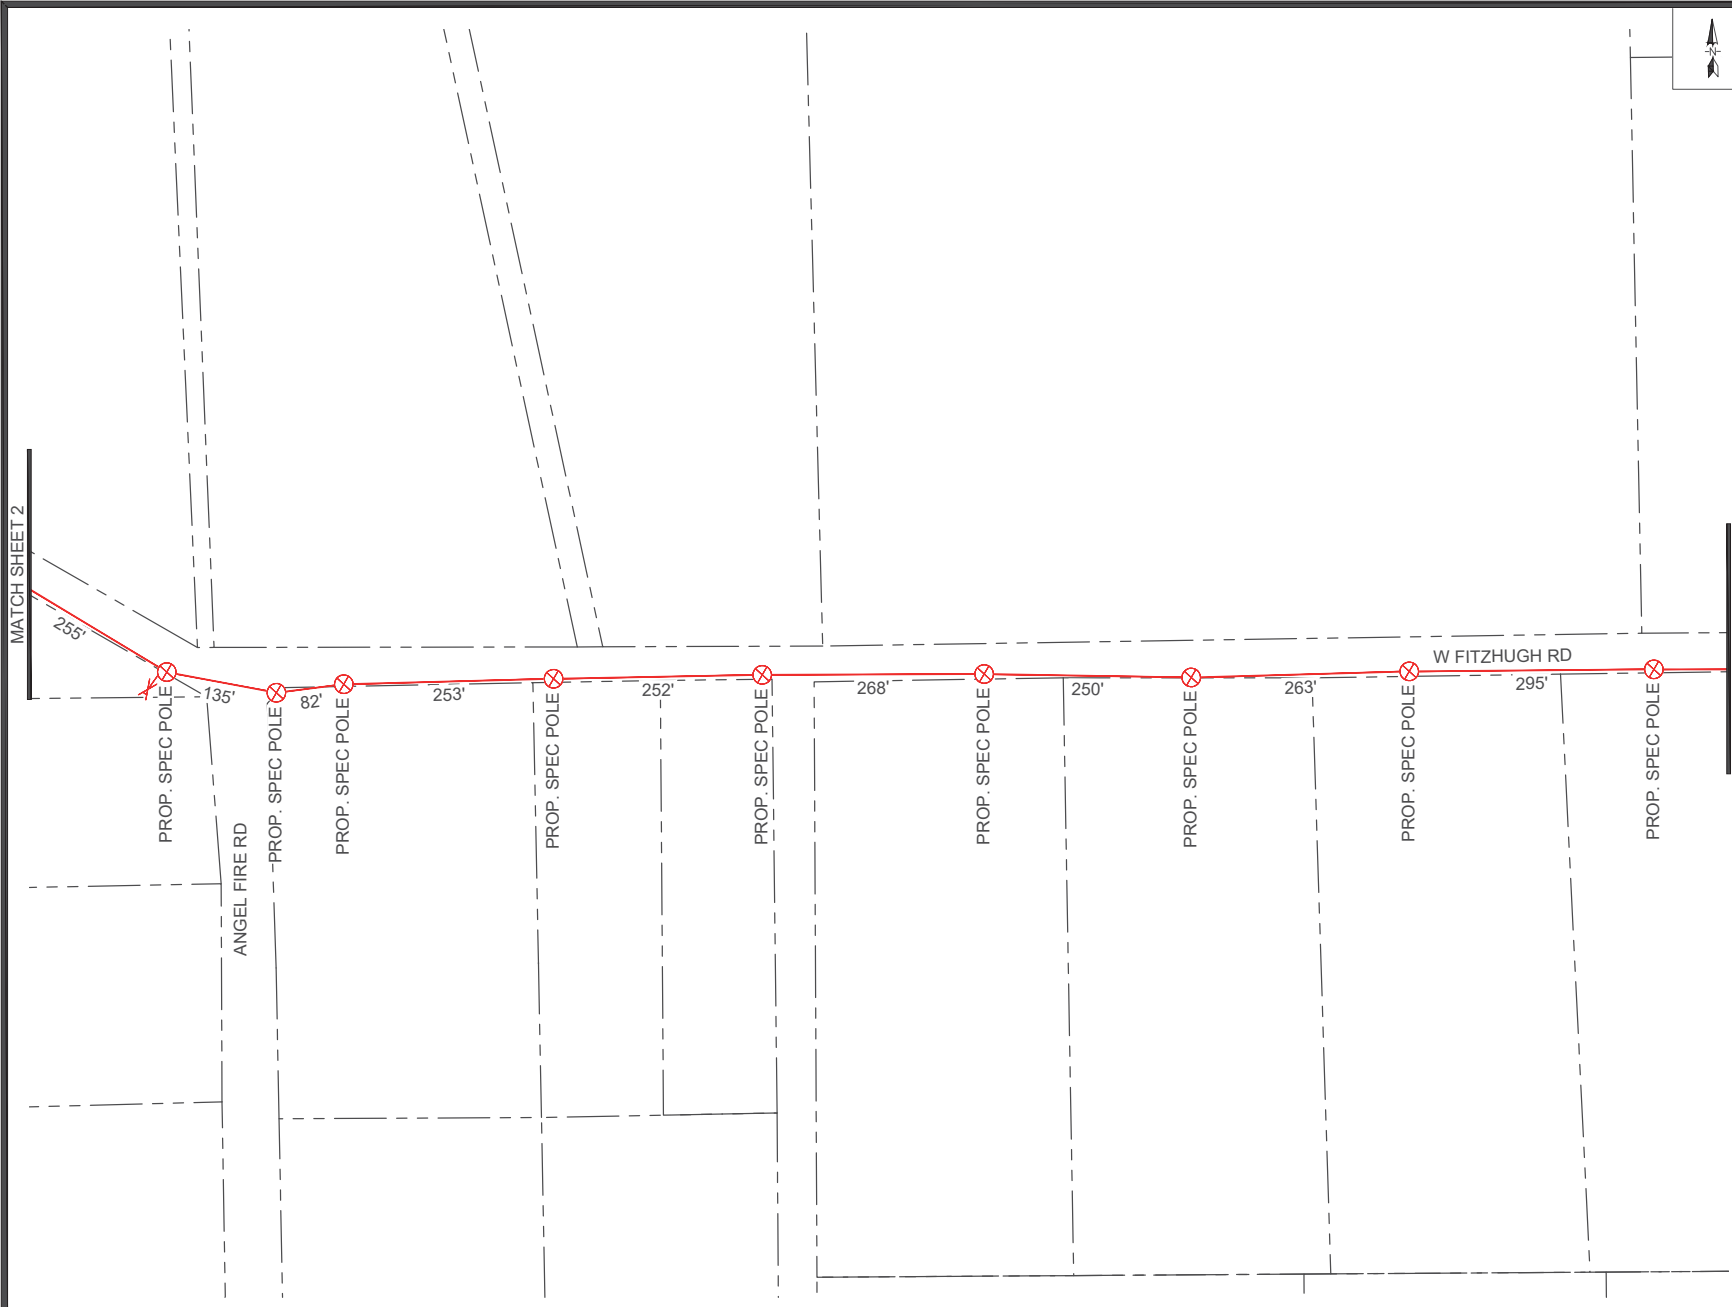 N
MATCH SHEET 2
W FITZHUGH RD
255'
135'
82'
253'
252'
268'
250'
263'
295'
PROP. SPEC POLE
PROP. SPEC POLE
PROP. SPEC POLE
PROP. SPEC POLE
PROP. SPEC POLE
PROP. SPEC POLE
PROP. SPEC POLE
PROP. SPEC POLE
PROP. SPEC POLE
ANGEL FIRE RD